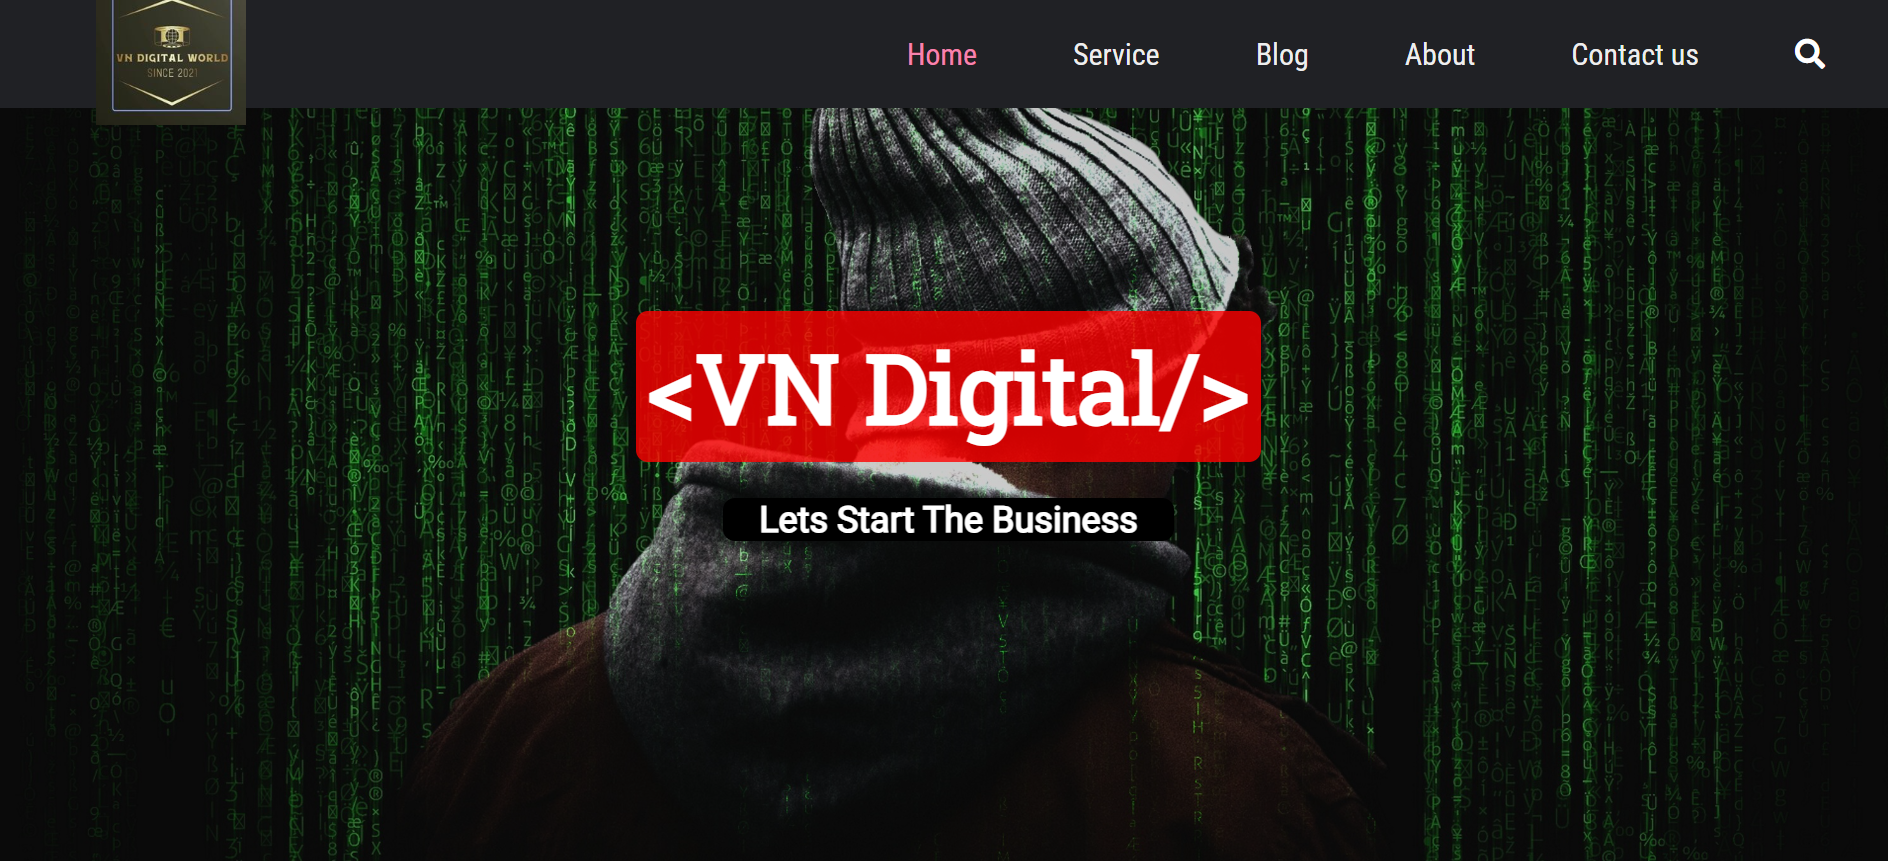 VN DIGITAL WORLD
SINCE 2021
Home Service Blog About Contact us
<VN Digital/>
Lets Start The Business